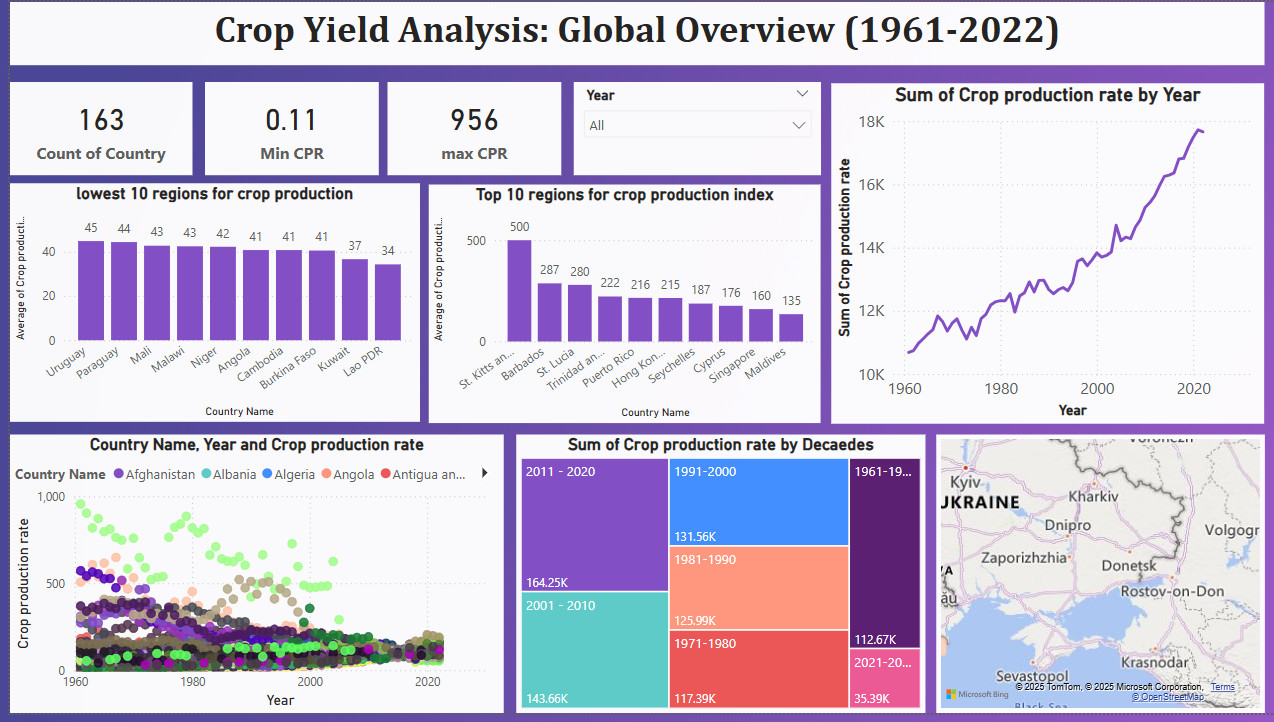 Crop Yield Analysis: Global Overview (1961-2022)
163
Count of Country
0.11
Min CPR
956
max CPR
Year
All
Sum of Crop production rate by Year
Sum of Crop production rate
18K
16K
14K
12K
10K
1960
1980
2000
2020
Year
lowest 10 regions for crop production
Average of Crop producti...
40
20
0
45
44
43
43
42
41
41
41
37
34
Uruguay
Paraguay
Mali
Malawi
Niger
Angola
Cambodia
Burkina Faso
Kuwait
Lao PDR
Country Name
Top 10 regions for crop production index
Average of Crop producti...
500
0
500
287
280
222
216
215
187
176
160
135
St. Kitts an...
Barbados
St. Lucia
Trinidad an...
Puerto Rico
Hong Kon...
Seychelles
Cyprus
Singapore
Maldives
Country Name
Country Name, Year and Crop production rate
Country Name
Afghanistan
Albania
Algeria
Angola
Antigua an...
Crop production rate
1,000
500
0
1960
1980
2000
2020
Year
Sum of Crop production rate by Decaedes
2011 - 2020
164.25K
2001 - 2010
143.66K
1991-2000
131.56K
1981-1990
125.99K
1971-1980
117.39K
1961-19...
112.67K
2021-20...
35.39K
Kyiv
UKRAINE
Kharkiv
Dnipro
Volgogr
Zaporizhzhia
Donetsk
Rostov-on-Don
Krasnodar
Sevastopol
Microsoft Bing
© 2025 TomTom, © 2025 Microsoft Corporation, Terms
© OpenStreetMap